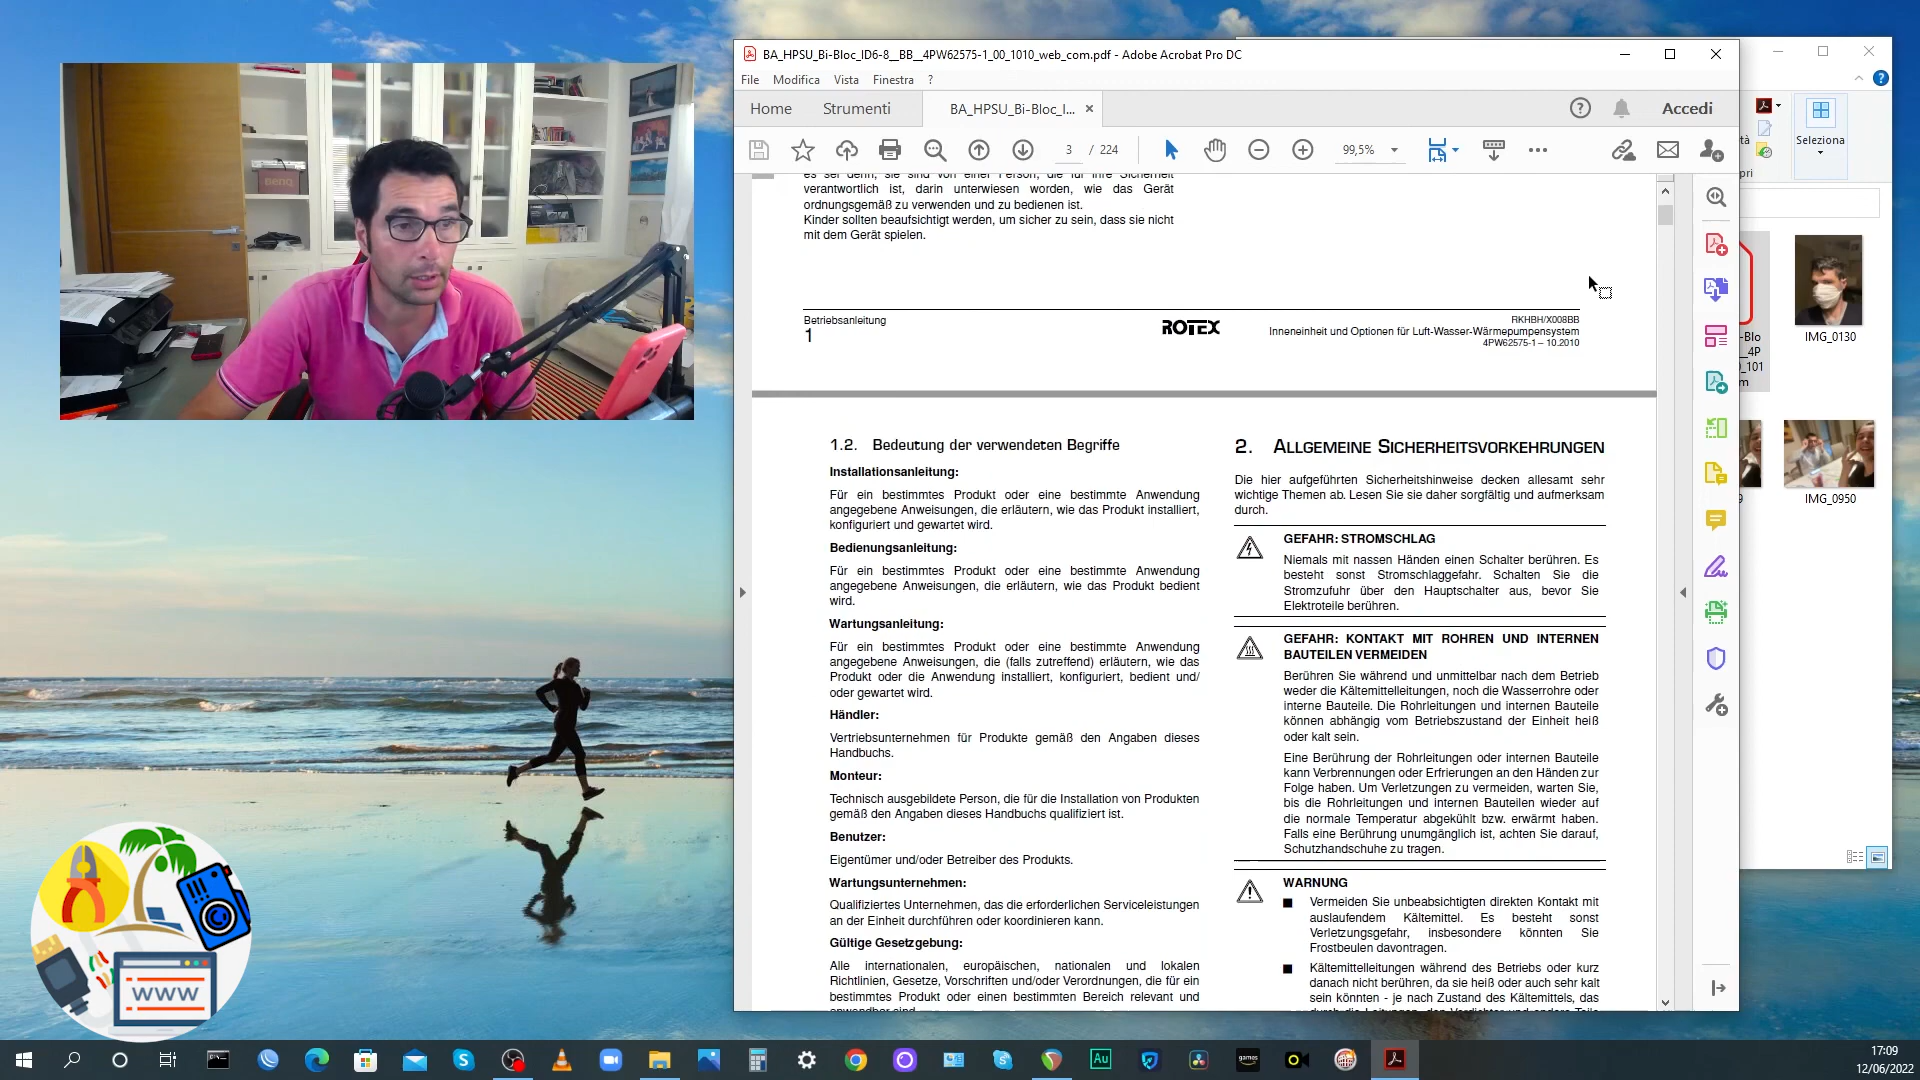 BA_HPSU_Bi-Bloc_ID6-8__BB__4PW62575-1_00_1010_web_com.pdf - Adobe Acrobat Pro DC
File Modifica Vista Finestra ?
Home Strumenti BA_HPSU_Bi-Bloc_I... Accedi
3 / 224 99,5%
es sei denn, sie sind von einer Person, die für ihre Sicherheit
verantwortlich ist, darin unterwiesen worden, wie das Gerät
ordnungsgemäß zu verwenden und zu bedienen ist.
Kinder sollten beaufsichtigt werden, um sicher zu sein, dass sie nicht
mit dem Gerät spielen.
Betriebsanleitung
1
ROTEX
RKHBH/X008BB
Inneneinheit und Optionen für Luft-Wasser-Wärmepumpensystem
4PW62575-1 – 10.2010
1.2. Bedeutung der verwendeten Begriffe
Installationsanleitung:
Für ein bestimmtes Produkt oder eine bestimmte Anwendung
angegebene Anweisungen, die erläutern, wie das Produkt installiert,
konfiguriert und gewartet wird.
Bedienungsanleitung:
Für ein bestimmtes Produkt oder eine bestimmte Anwendung
angegebene Anweisungen, die erläutern, wie das Produkt bedient
wird.
Wartungsanleitung:
Für ein bestimmtes Produkt oder eine bestimmte Anwendung
angegebene Anweisungen, die (falls zutreffend) erläutern, wie das
Produkt oder die Anwendung installiert, konfiguriert, bedient und/
oder gewartet wird.
Händler:
Vertriebsunternehmen für Produkte gemäß den Angaben dieses
Handbuchs.
Monteur:
Technisch ausgebildete Person, die für die Installation von Produkten
gemäß den Angaben dieses Handbuchs qualifiziert ist.
Benutzer:
Eigentümer und/oder Betreiber des Produkts.
Wartungsunternehmen:
Qualifiziertes Unternehmen, das die erforderlichen Serviceleistungen
an der Einheit durchführen oder koordinieren kann.
Gültige Gesetzgebung:
Alle internationalen, europäischen, nationalen und lokalen
Richtlinien, Gesetze, Vorschriften und/oder Verordnungen, die für ein
bestimmtes Produkt oder einen bestimmten Bereich relevant und
anwendbar sind.
2. ALLGEMEINE SICHERHEITSVORKEHRUNGEN
Die hier aufgeführten Sicherheitshinweise decken allesamt sehr
wichtige Themen ab. Lesen Sie sie daher sorgfältig und aufmerksam
durch.
GEFAHR: STROMSCHLAG
Niemals mit nassen Händen einen Schalter berühren. Es
besteht sonst Stromschlaggefahr. Schalten Sie die
Stromzufuhr über den Hauptschalter aus, bevor Sie
Elektroteile berühren.
GEFAHR: KONTAKT MIT ROHREN UND INTERNEN
BAUTEILEN VERMEIDEN
Berühren Sie während und unmittelbar nach dem Betrieb
weder die Kältemittelleitungen, noch die Wasserrohre oder
interne Bauteile. Die Rohrleitungen und internen Bauteile
können abhängig vom Betriebszustand der Einheit heiß
oder kalt sein.
Eine Berührung der Rohrleitungen oder internen Bauteile
kann Verbrennungen oder Erfrierungen an den Händen zur
Folge haben. Um Verletzungen zu vermeiden, warten Sie,
bis die Rohrleitungen und internen Bauteilen wieder auf
die normale Temperatur abgekühlt bzw. erwärmt haben.
Falls eine Berührung unumgänglich ist, achten Sie darauf,
Schutzhandschuhe zu tragen.
WARNUNG
■ Vermeiden Sie unbeabsichtigten direkten Kontakt mit
auslaufendem Kältemittel. Es besteht sonst
Verletzungsgefahr, insbesondere könnten Sie
Frostbeulen davontragen.
■ Kältemittelleitungen während des Betriebs oder kurz
danach nicht berühren, da sie heiß oder auch sehr kalt
sein könnten - je nach Zustand des Kältemittels, das
Seleziona
IMG_0130
IMG_0950
BenQ
WWW
Au
games
17:09
12/06/2022